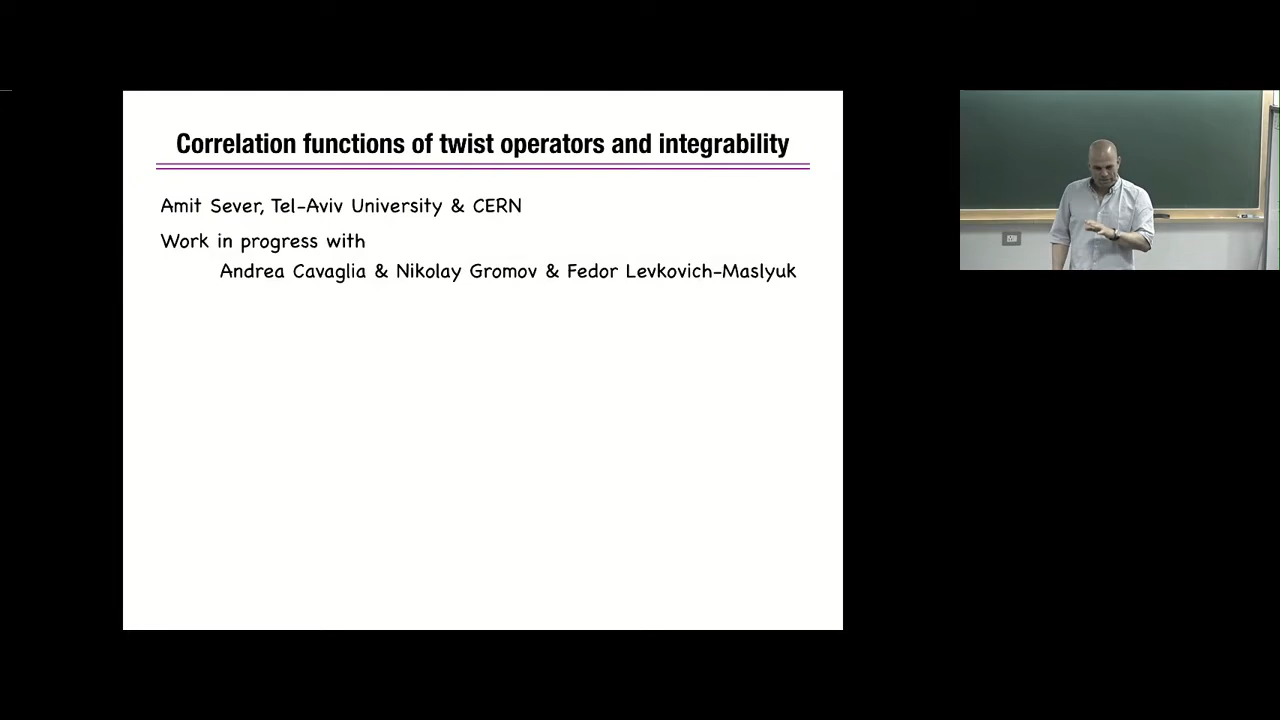 Correlation functions of twist operators and integrability
Amit Sever, Tel-Aviv University & CERN
Work in progress with
Andrea Cavaglia & Nikolay Gromov & Fedor Levkovich-Maslyuk